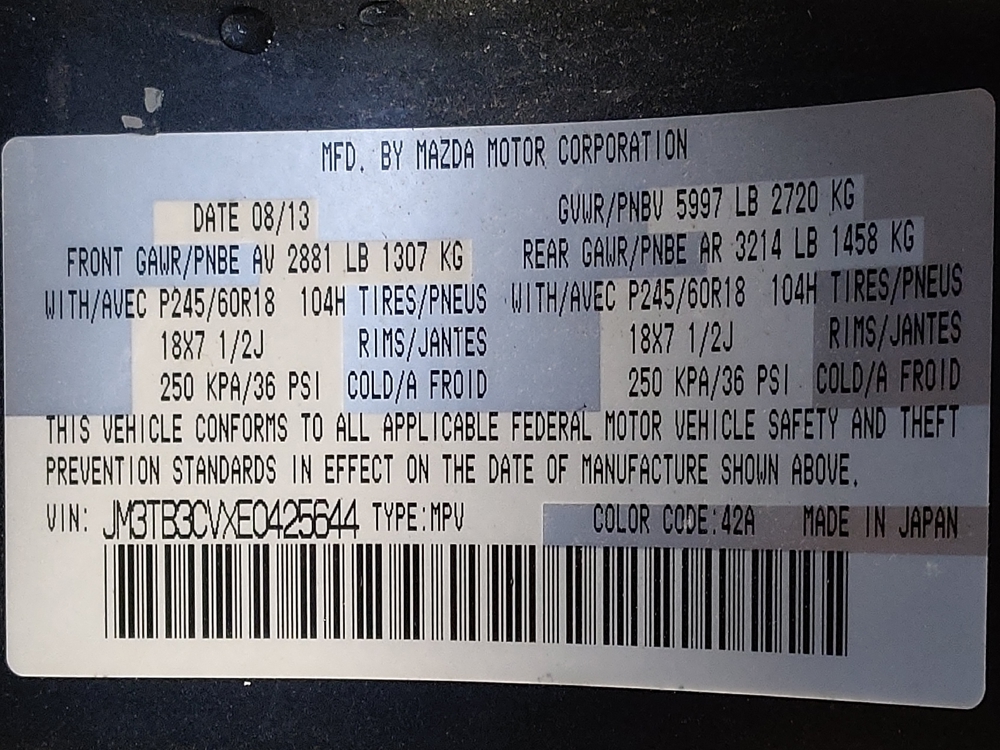 MFD. BY MAZDA MOTOR CORPORATION
DATE 08/13 GVWR/PNBV 5997 LB 2720 KG
FRONT GAWR/PNBE AV 2881 LB 1307 KG REAR GAWR/PNBE AR 3214 LB 1458 KG
WITH/AVEC P245/60R18 104H TIRES/PNEUS WITH/AVEC P245/60R18 104H TIRES/PNEUS
18X7 1/2J RIMS/JANTES 18X7 1/2J RIMS/JANTES
250 KPA/36 PSI COLD/A FROID 250 KPA/36 PSI COLD/A FROID
THIS VEHICLE CONFORMS TO ALL APPLICABLE FEDERAL MOTOR VEHICLE SAFETY AND THEFT
PREVENTION STANDARDS IN EFFECT ON THE DATE OF MANUFACTURE SHOWN ABOVE.
VIN: JM3TB3CVXE0425644 TYPE:MPV COLOR CODE:42A MADE IN JAPAN